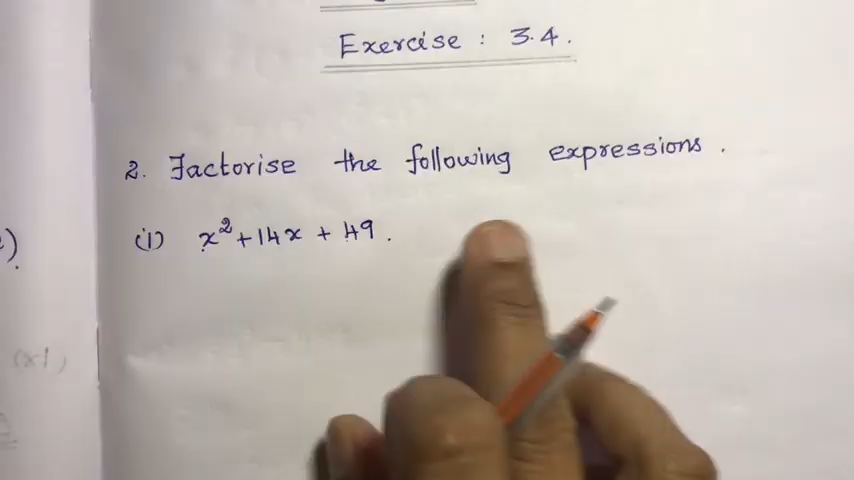 Exercise : 3.4.
2. Factorise the following expressions.
(i) x² + 14x + 49.